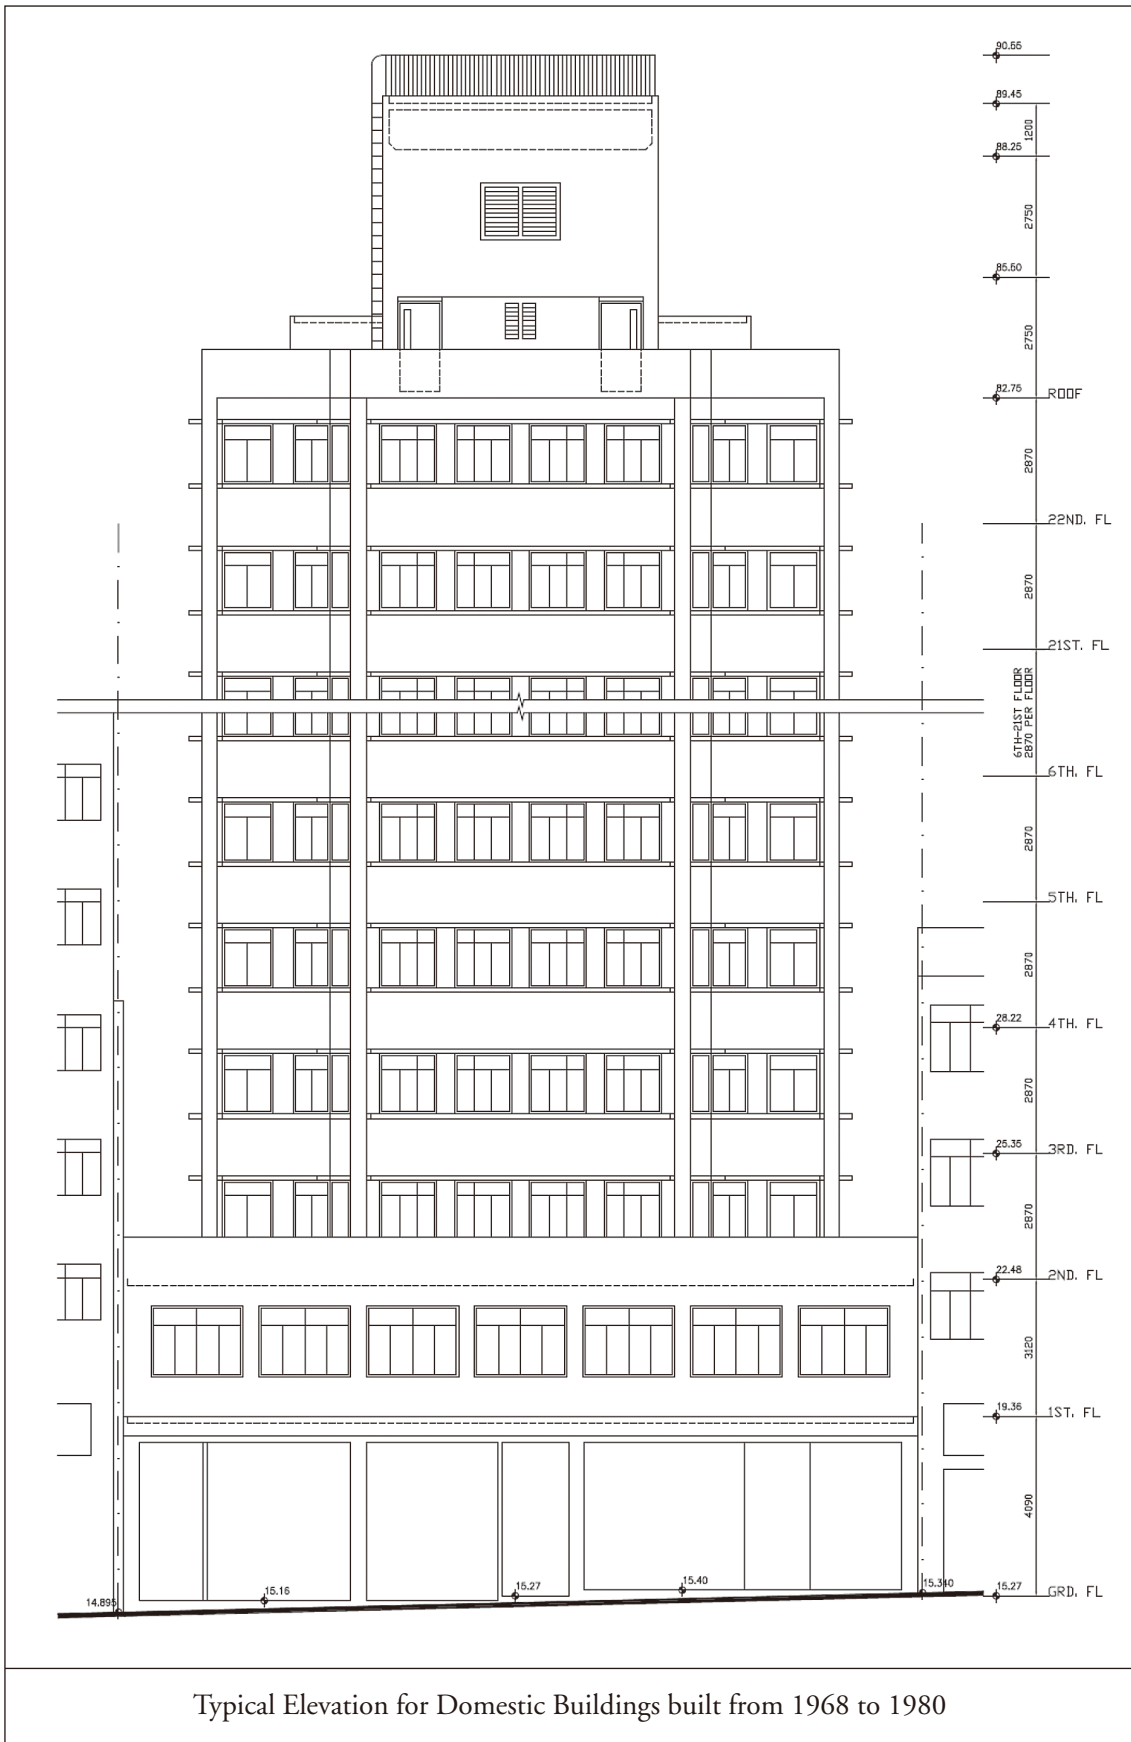 90.55
89.45
1200
88.25
2750
85.50
2750
82.75 ROOF
2870
22ND. FL
2870
21ST. FL
6TH-21ST FLOOR
2870 PER FLOOR
6TH. FL
2870
5TH. FL
2870
28.22 4TH. FL
2870
25.35 3RD. FL
2870
22.48 2ND. FL
3120
19.36 1ST. FL
4090
14.895 15.16 15.27 15.40 15.340 15.27 GRD. FL
Typical Elevation for Domestic Buildings built from 1968 to 1980